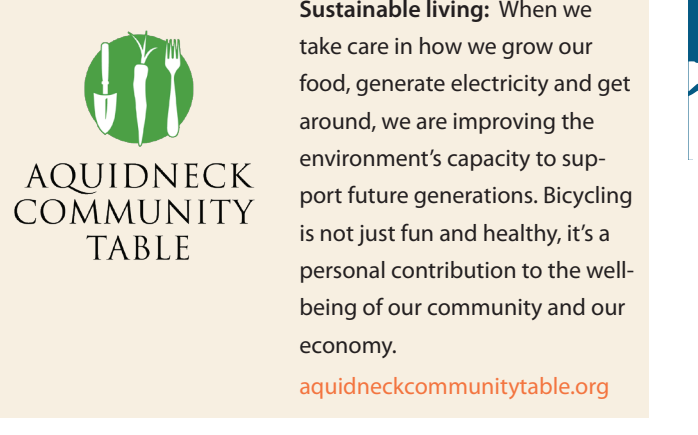 AQUIDNECK
COMMUNITY
TABLE
Sustainable living: When we
take care in how we grow our
food, generate electricity and get
around, we are improving the
environment’s capacity to sup-
port future generations. Bicycling
is not just fun and healthy, it’s a
personal contribution to the well-
being of our community and our
economy.
aquidneckcommunitytable.org